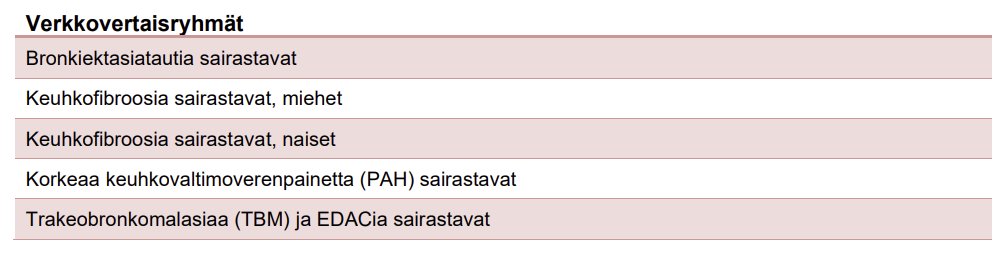 Verkkovertaisryhmät
Bronkiektasiatautia sairastavat
Keuhkofibroosia sairastavat, miehet
Keuhkofibroosia sairastavat, naiset
Korkeaa keuhkovaltimoverenpainetta (PAH) sairastavat
Trakeobronkomalasiaa (TBM) ja EDACia sairastavat